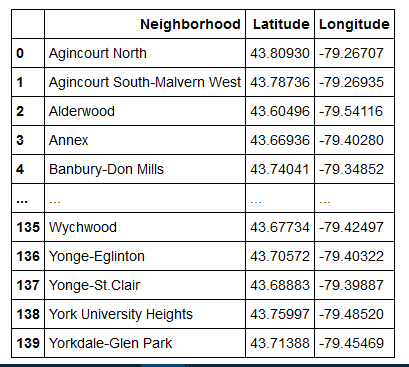 Neighborhood Latitude Longitude
0 Agincourt North 43.80930 -79.26707
1 Agincourt South-Malvern West 43.78736 -79.26935
2 Alderwood 43.60496 -79.54116
3 Annex 43.66936 -79.40280
4 Banbury-Don Mills 43.74041 -79.34852
... ... ... ...
135 Wychwood 43.67734 -79.42497
136 Yonge-Eglinton 43.70572 -79.40322
137 Yonge-St.Clair 43.68883 -79.39887
138 York University Heights 43.75997 -79.48520
139 Yorkdale-Glen Park 43.71388 -79.45469